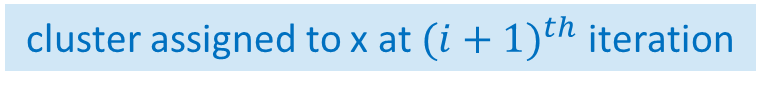 cluster assigned to x at $(i + 1)^{th}$ iteration